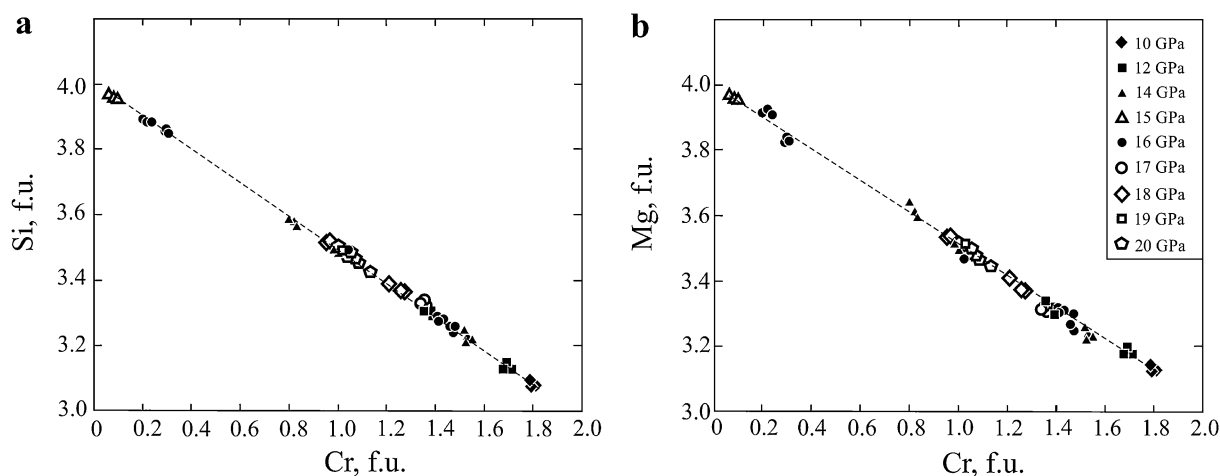 a
4.0
3.8
3.6
3.4
3.2
3.0
Si, f.u.
0 0.2 0.4 0.6 0.8 1.0 1.2 1.4 1.6 1.8 2.0
Cr, f.u.
b
4.0
3.8
3.6
3.4
3.2
3.0
Mg, f.u.
0 0.2 0.4 0.6 0.8 1.0 1.2 1.4 1.6 1.8 2.0
Cr, f.u.
10 GPa
12 GPa
14 GPa
15 GPa
16 GPa
17 GPa
18 GPa
19 GPa
20 GPa